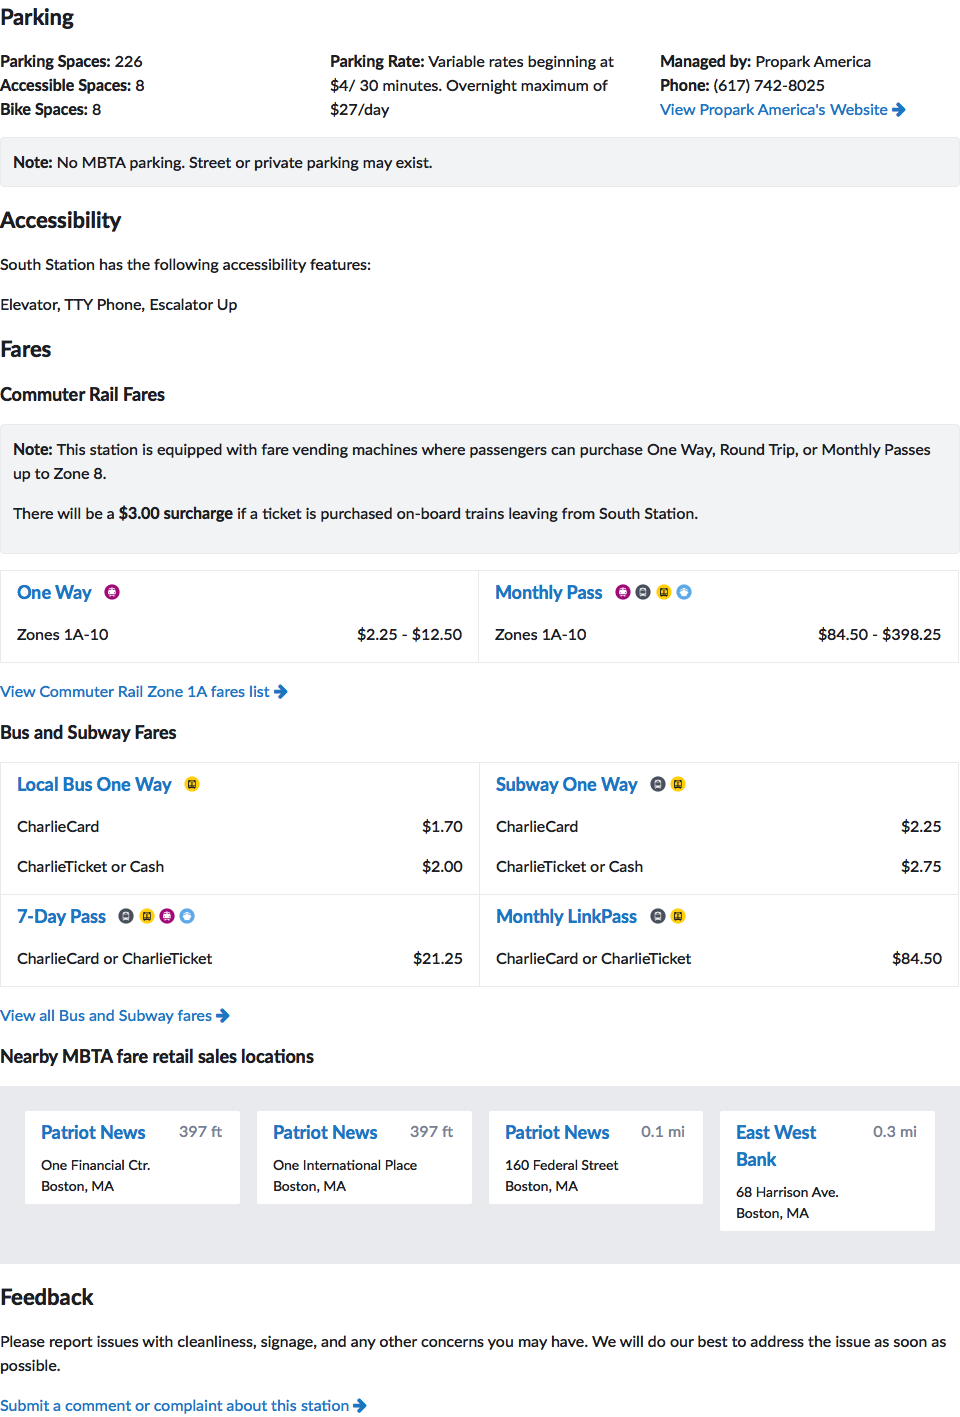 Parking
Parking Spaces: 226
Accessible Spaces: 8
Bike Spaces: 8
Parking Rate: Variable rates beginning at
$4/ 30 minutes. Overnight maximum of
$27/day
Managed by: Propark America
Phone: (617) 742-8025
View Propark America's Website
Note: No MBTA parking. Street or private parking may exist.
Accessibility
South Station has the following accessibility features:
Elevator, TTY Phone, Escalator Up
Fares
Commuter Rail Fares
Note: This station is equipped with fare vending machines where passengers can purchase One Way, Round Trip, or Monthly Passes
up to Zone 8.
There will be a $3.00 surcharge if a ticket is purchased on-board trains leaving from South Station.
One Way
Zones 1A-10 $2.25 - $12.50
Monthly Pass
Zones 1A-10 $84.50 - $398.25
View Commuter Rail Zone 1A fares list
Bus and Subway Fares
Local Bus One Way
CharlieCard $1.70
CharlieTicket or Cash $2.00
Subway One Way
CharlieCard $2.25
CharlieTicket or Cash $2.75
7-Day Pass
CharlieCard or CharlieTicket $21.25
Monthly LinkPass
CharlieCard or CharlieTicket $84.50
View all Bus and Subway fares
Nearby MBTA fare retail sales locations
Patriot News 397 ft
One Financial Ctr.
Boston, MA
Patriot News 397 ft
One International Place
Boston, MA
Patriot News 0.1 mi
160 Federal Street
Boston, MA
East West 0.3 mi
Bank
68 Harrison Ave.
Boston, MA
Feedback
Please report issues with cleanliness, signage, and any other concerns you may have. We will do our best to address the issue as soon as
possible.
Submit a comment or complaint about this station